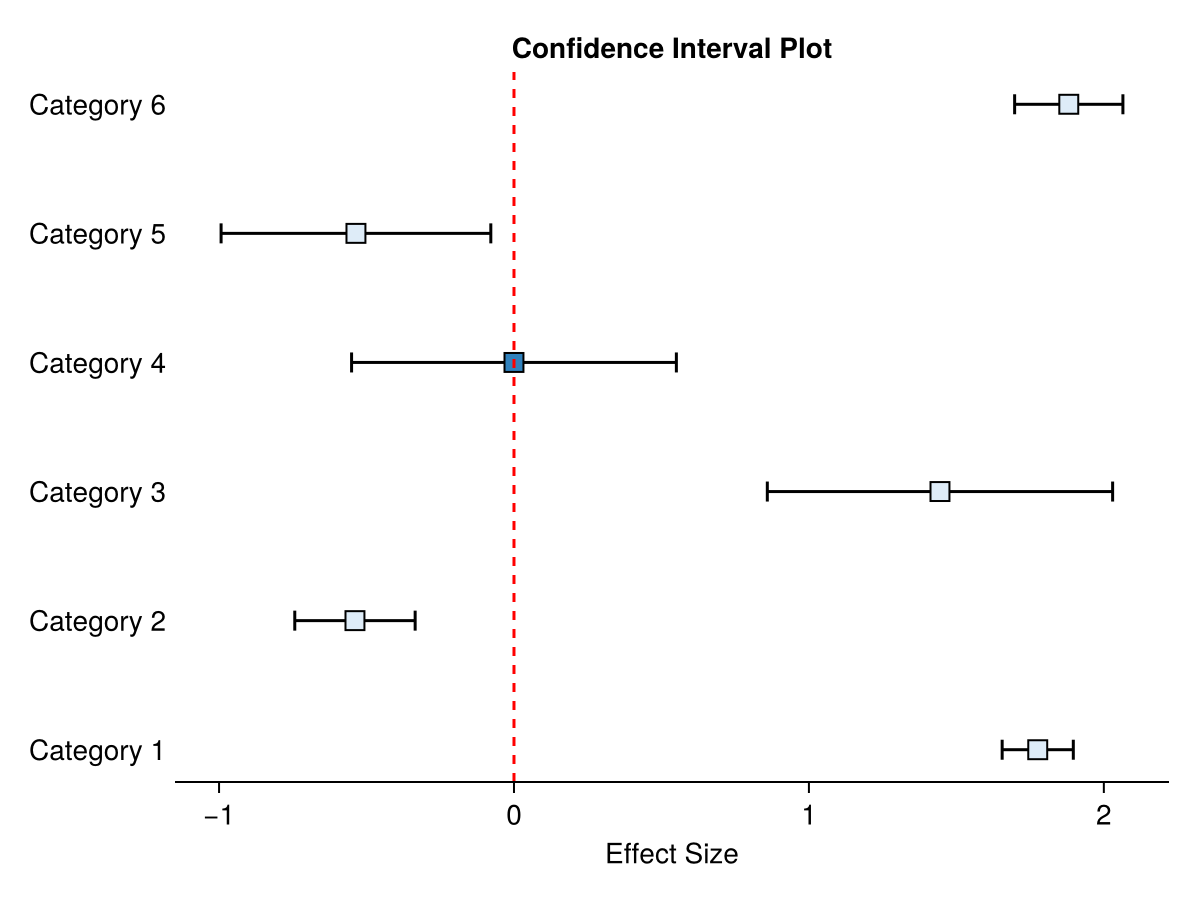 Confidence Interval Plot
Category 6
Category 5
Category 4
Category 3
Category 2
Category 1
−1 0 1 2
Effect Size